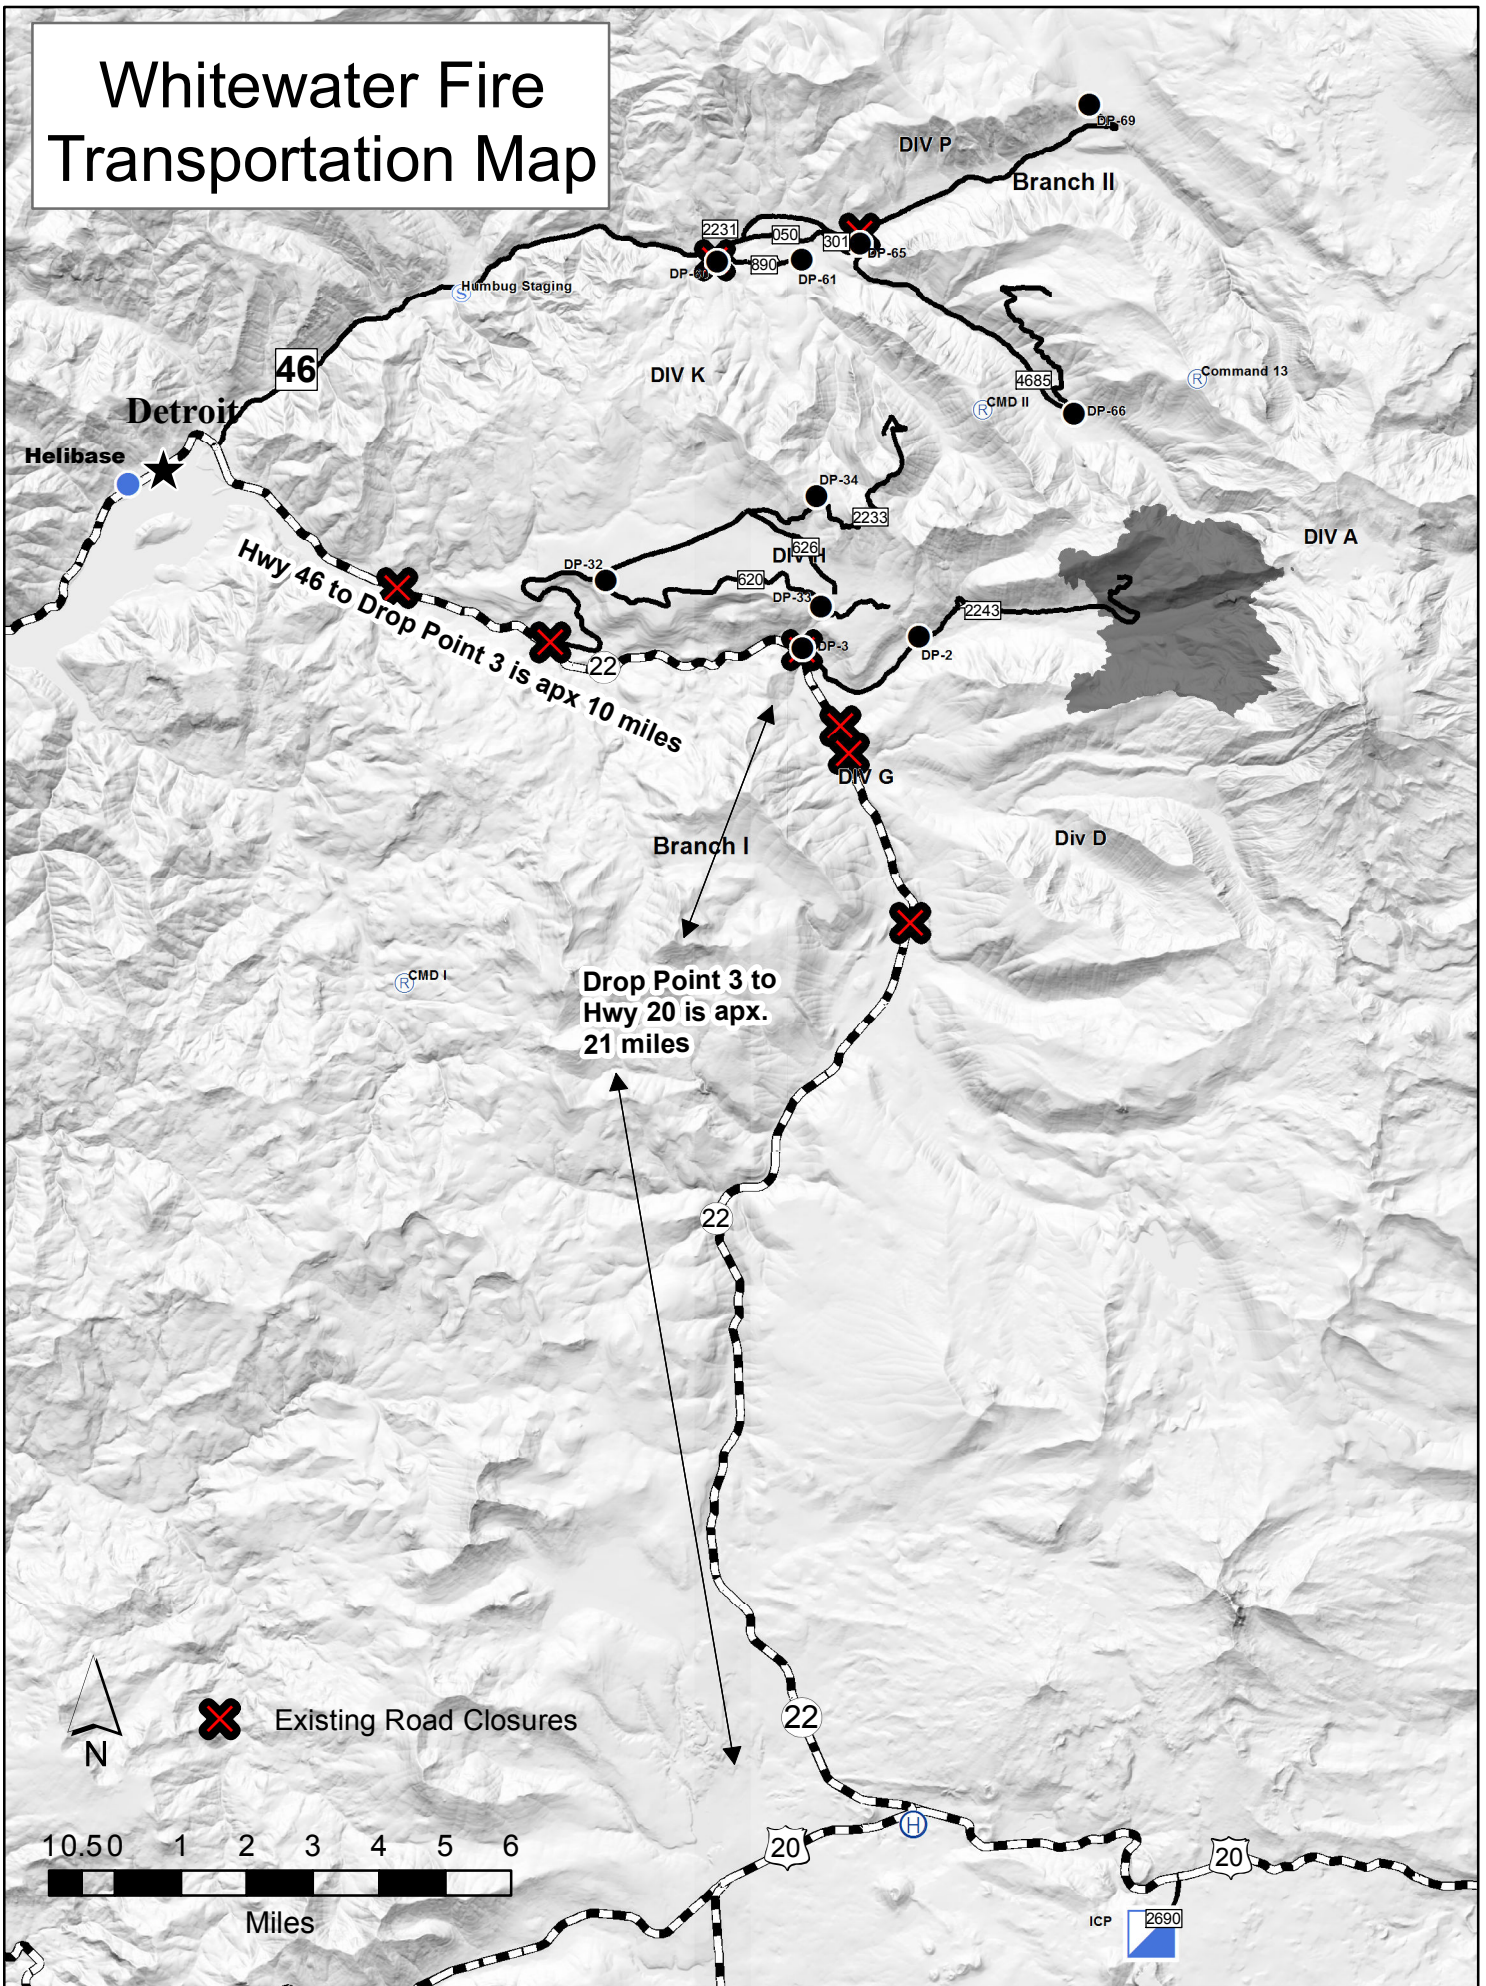 Whitewater Fire
Transportation Map
DP-69
DIV P
Branch II
2231
050
301
DP-65
DP-60
890
DP-61
Humbug Staging
S
46
DIV K
4685
Command 13
R
CMD II
R
DP-66
Detroit
Helibase
DP-34
2233
DIV A
626
DIV H
DP-32
620
DP-33
2243
Hwy 46 to Drop Point 3 is apx 10 miles
DP-3
DP-2
22
DIV G
Branch I
Div D
CMD I
R
Drop Point 3 to
Hwy 20 is apx.
21 miles
22
22
N
Existing Road Closures
H
20
20
1 0.5 0 1 2 3 4 5 6
Miles
ICP
2690